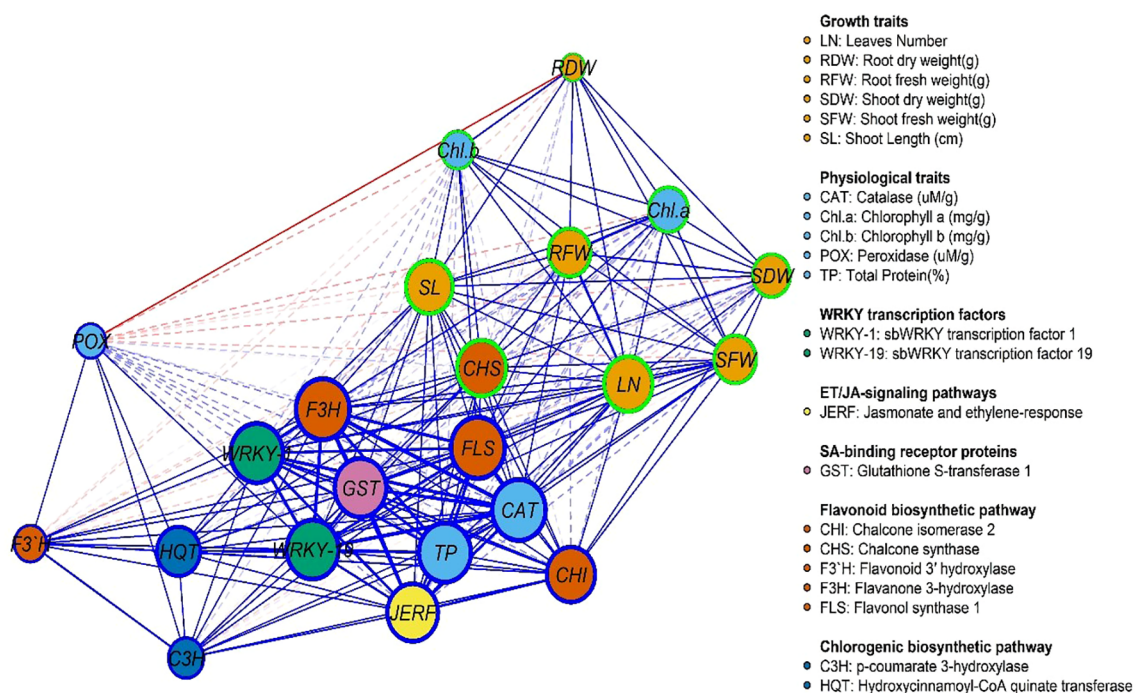 RDW
Chl.b
Chl.a
RFW
SDW
SL
POX
CHS
SFW
LN
F3H
WRKY-1
FLS
GST
CAT
F3`H
HQT
WRKY-19
TP
CHI
JERF
C3H
Growth traits
LN: Leaves Number
RDW: Root dry weight(g)
RFW: Root fresh weight(g)
SDW: Shoot dry weight(g)
SFW: Shoot fresh weight(g)
SL: Shoot Length (cm)
Physiological traits
CAT: Catalase (uM/g)
Chl.a: Chlorophyll a (mg/g)
Chl.b: Chlorophyll b (mg/g)
POX: Peroxidase (uM/g)
TP: Total Protein(%)
WRKY transcription factors
WRKY-1: sbWRKY transcription factor 1
WRKY-19: sbWRKY transcription factor 19
ET/JA-signaling pathways
JERF: Jasmonate and ethylene-response
SA-binding receptor proteins
GST: Glutathione S-transferase 1
Flavonoid biosynthetic pathway
CHI: Chalcone isomerase 2
CHS: Chalcone synthase
F3`H: Flavanoid 3′ hydroxylase
F3H: Flavanone 3-hydroxylase
FLS: Flavonol synthase 1
Chlorogenic biosynthetic pathway
C3H: p-coumarate 3-hydroxylase
HQT: Hydroxycinnamoyl-CoA quinate transferase